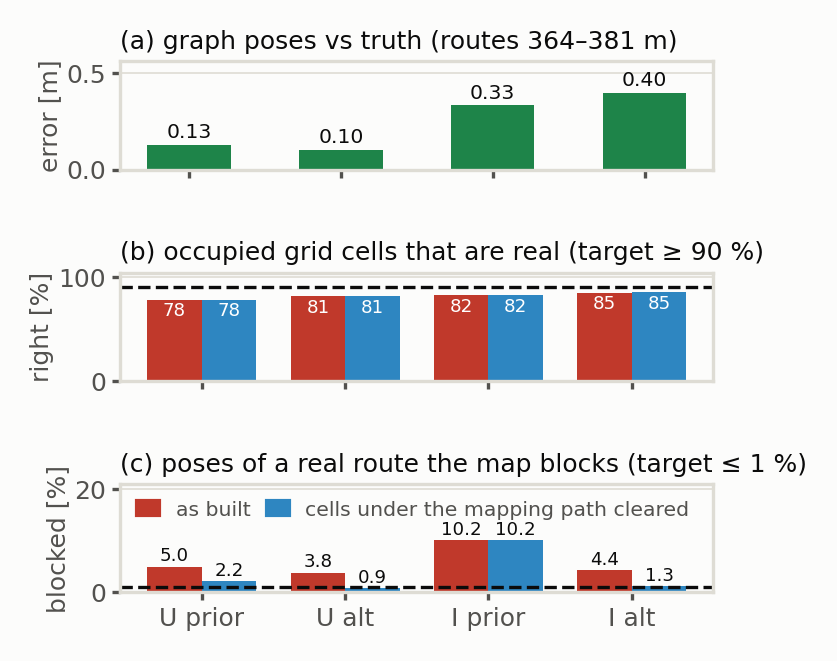 (a) graph poses vs truth (routes 364–381 m)
error [m]
0.5
0.0
0.13
0.10
0.33
0.40
(b) occupied grid cells that are real (target ≥ 90 %)
right [%]
100
0
78 78 81 81 82 82 85 85
(c) poses of a real route the map blocks (target ≤ 1 %)
blocked [%]
20
0
as built
cells under the mapping path cleared
5.0 2.2 3.8 0.9 10.2 10.2 4.4 1.3
U prior U alt I prior I alt